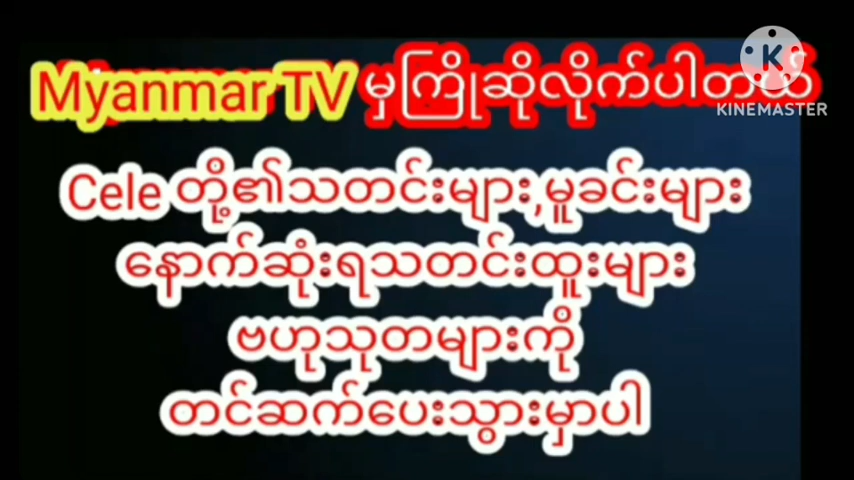 Myanmar TV မှကြိုဆိုလိုက်ပါတယ်
KINEMASTER
Cele တို့၏သတင်းများ,မူခင်းများ
နောက်ဆုံးရသတင်းထူးများ
ဗဟုသုတများကို
တင်ဆက်ပေးသွားမှာပါ